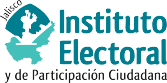 Jalisco
Instituto
Electoral
y de Participación Ciudadana